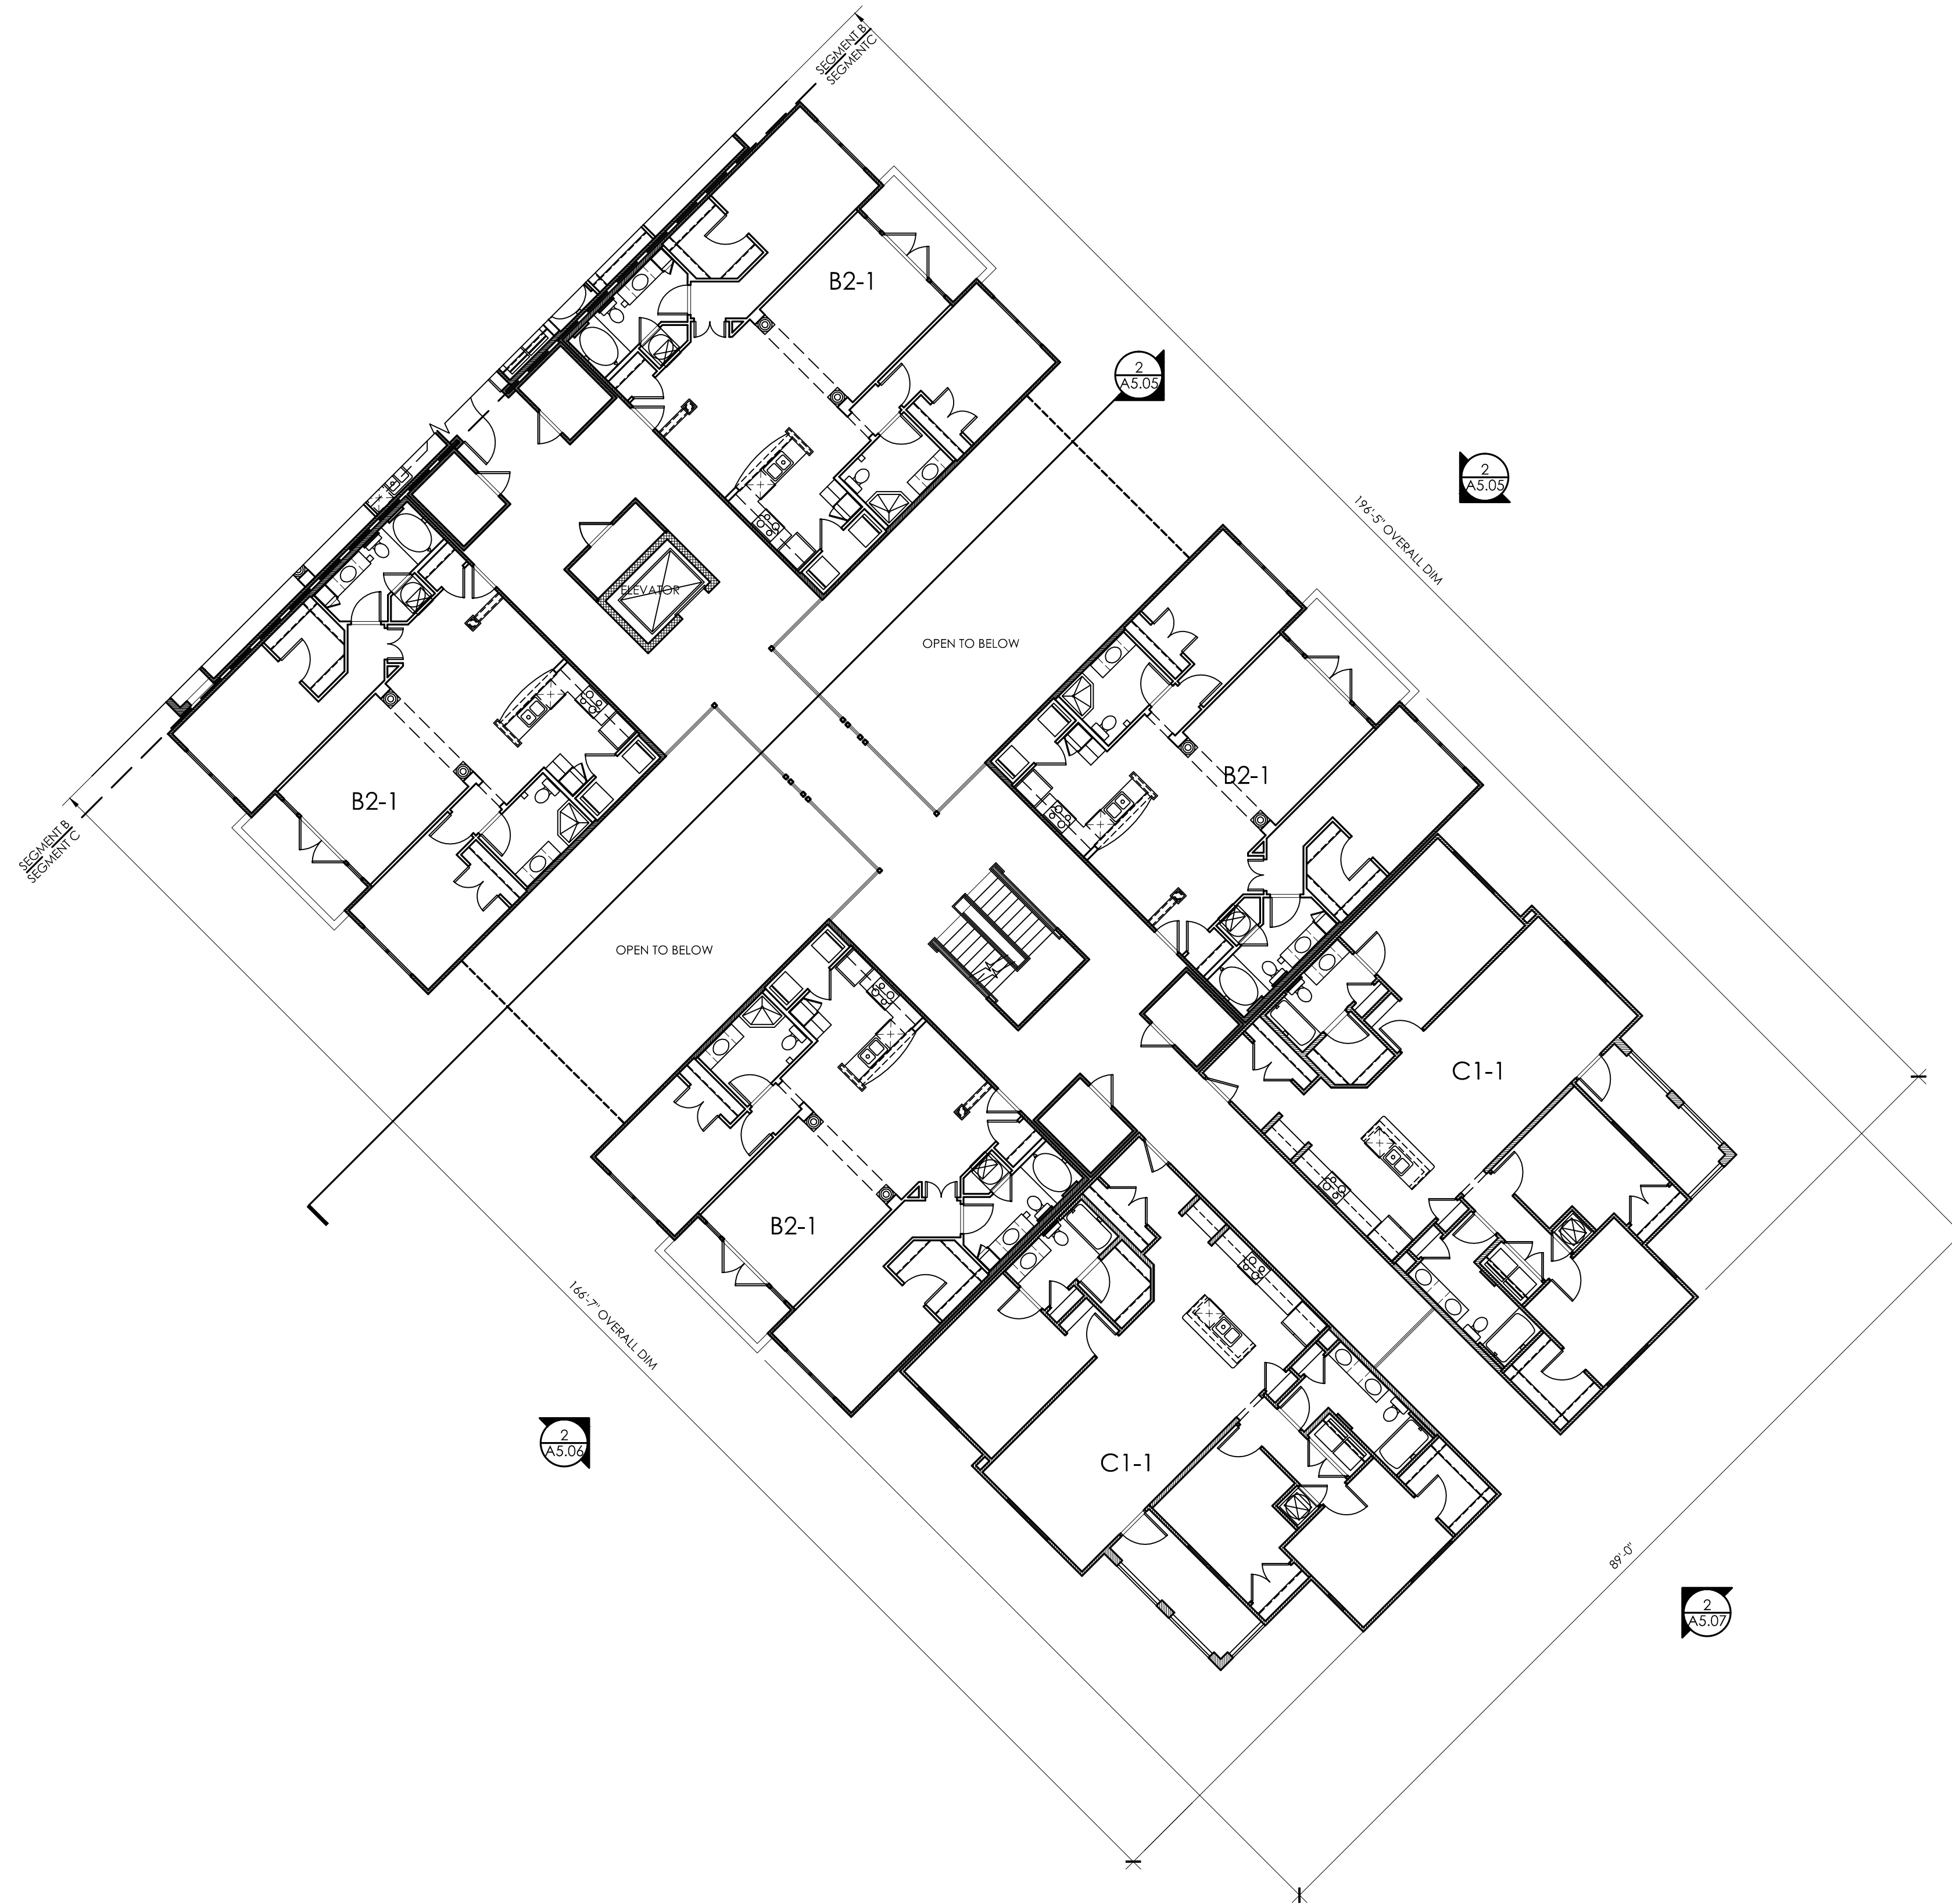 SEGMENT B
SEGMENTC
B2-1
2
A5.05
2
A5.05
196'-5" OVERALL DIM
ELEVATOR
OPEN TO BELOW
B2-1
B2-1
SEGMENT B
SEGMENT C
OPEN TO BELOW
C1-1
B2-1
166'-7" OVERALL DIM
2
A5.06
C1-1
89'-0"
2
A5.07